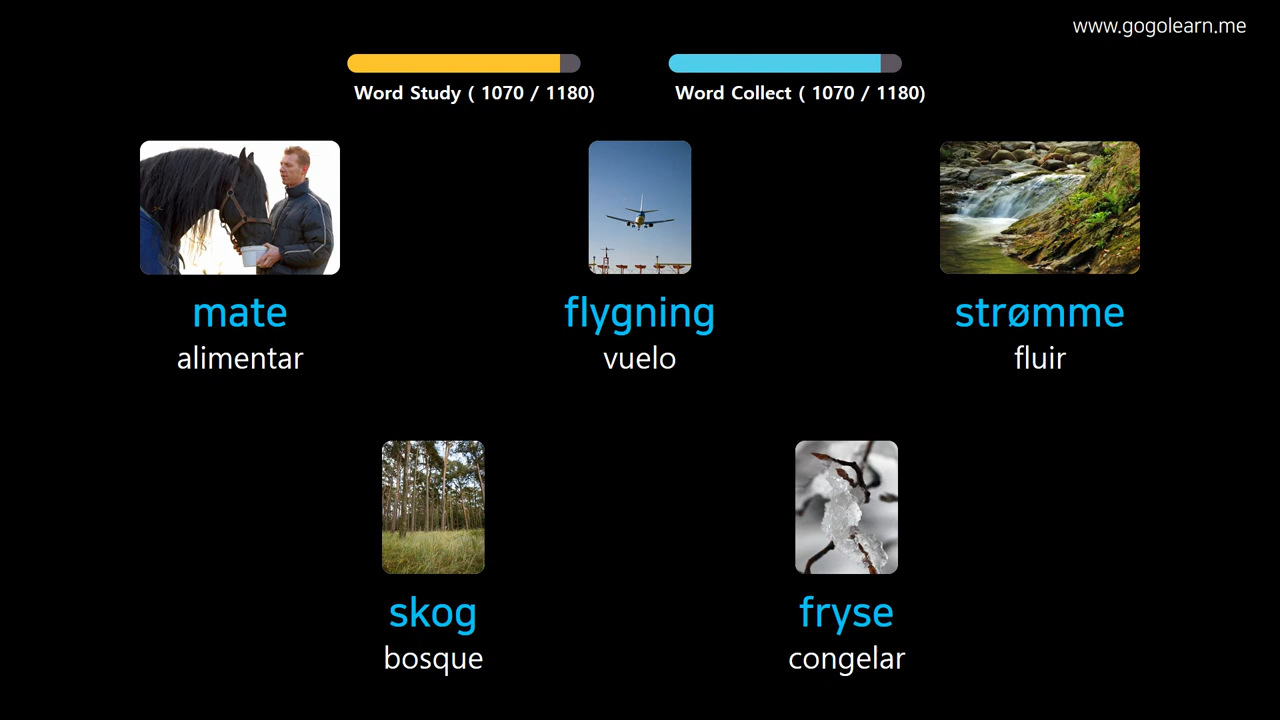 www.gogolearn.me
Word Study ( 1070 / 1180)
Word Collect ( 1070 / 1180)
mate
alimentar
flygning
vuelo
strømme
fluir
skog
bosque
fryse
congelar